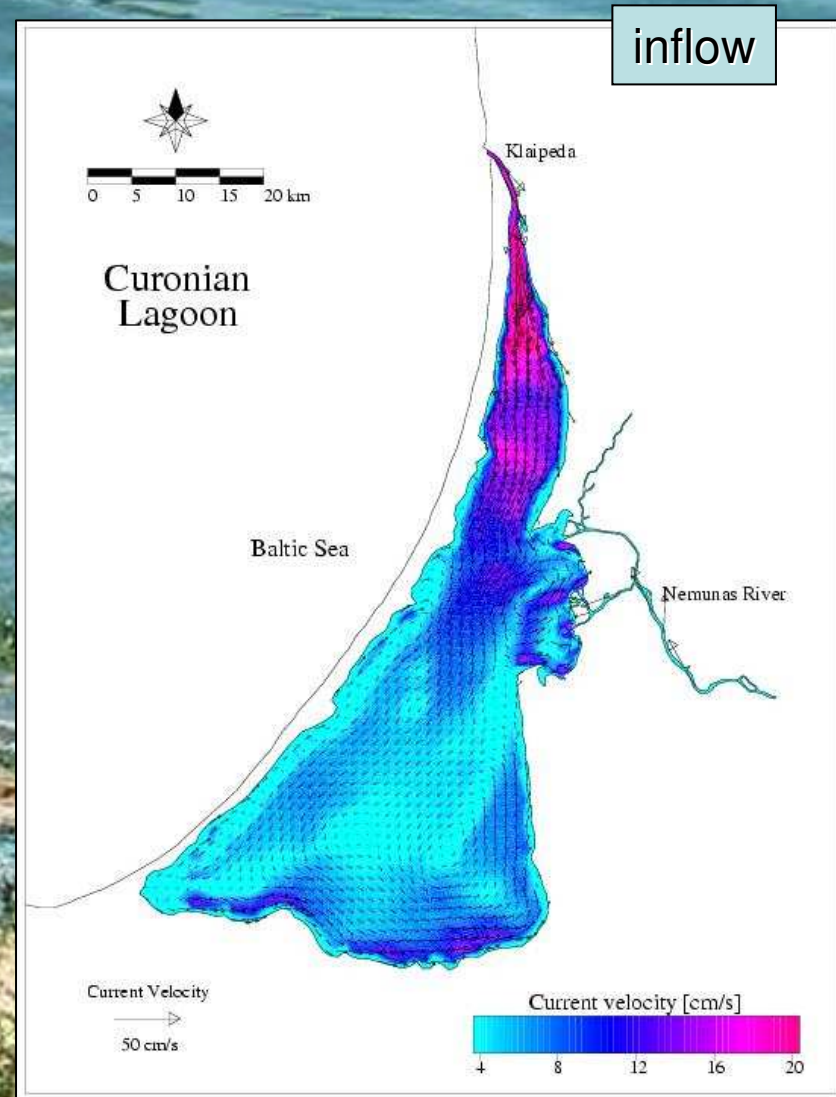 inflow
Klaipeda
0 5 10 15 20 km
Curonian
Lagoon
Baltic Sea
Nemunas River
Current Velocity
50 cm/s
Current velocity [cm/s]
4 8 12 16 20